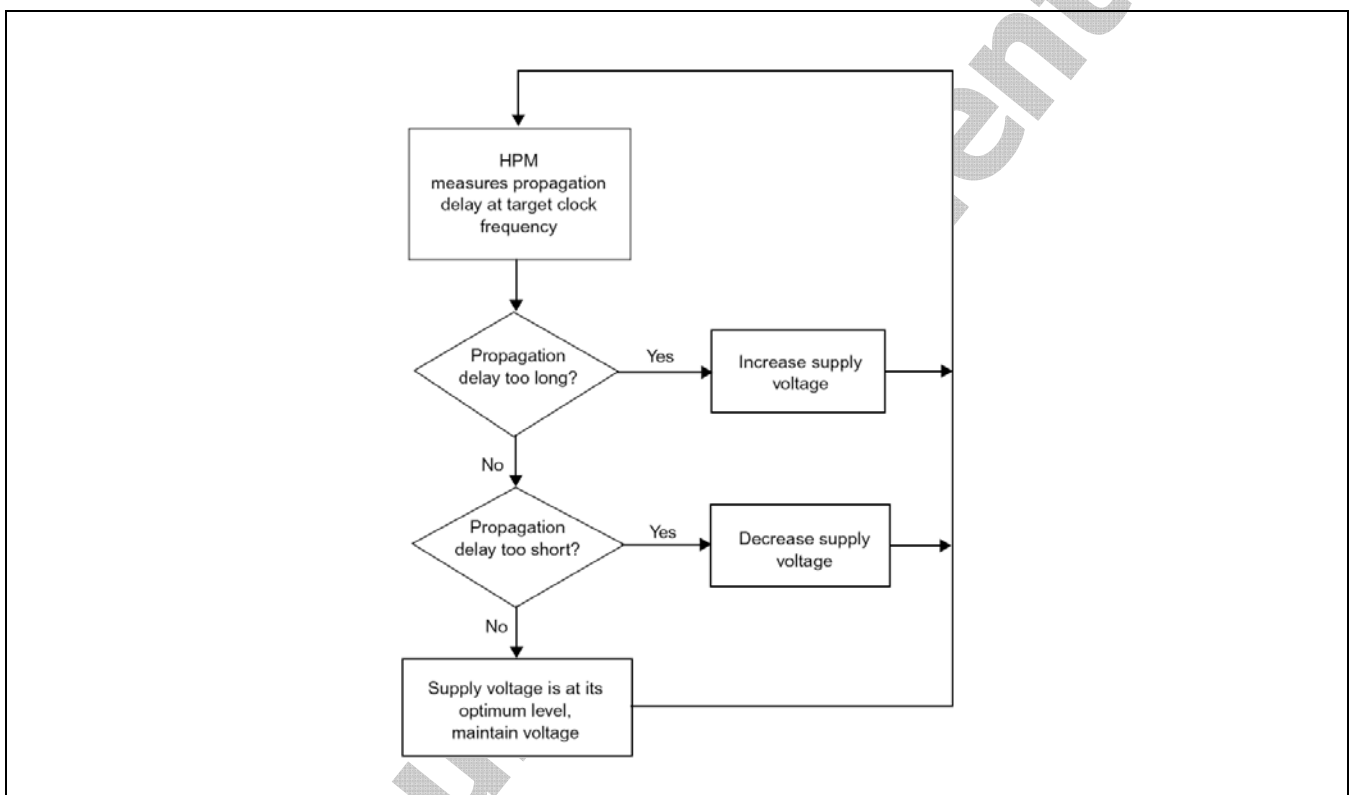 HPM
measures propagation
delay at target clock
frequency
Propagation
delay too long?
Yes
Increase supply
voltage
No
Propagation
delay too short?
Yes
Decrease supply
voltage
No
Supply voltage is at its
optimum level,
maintain voltage